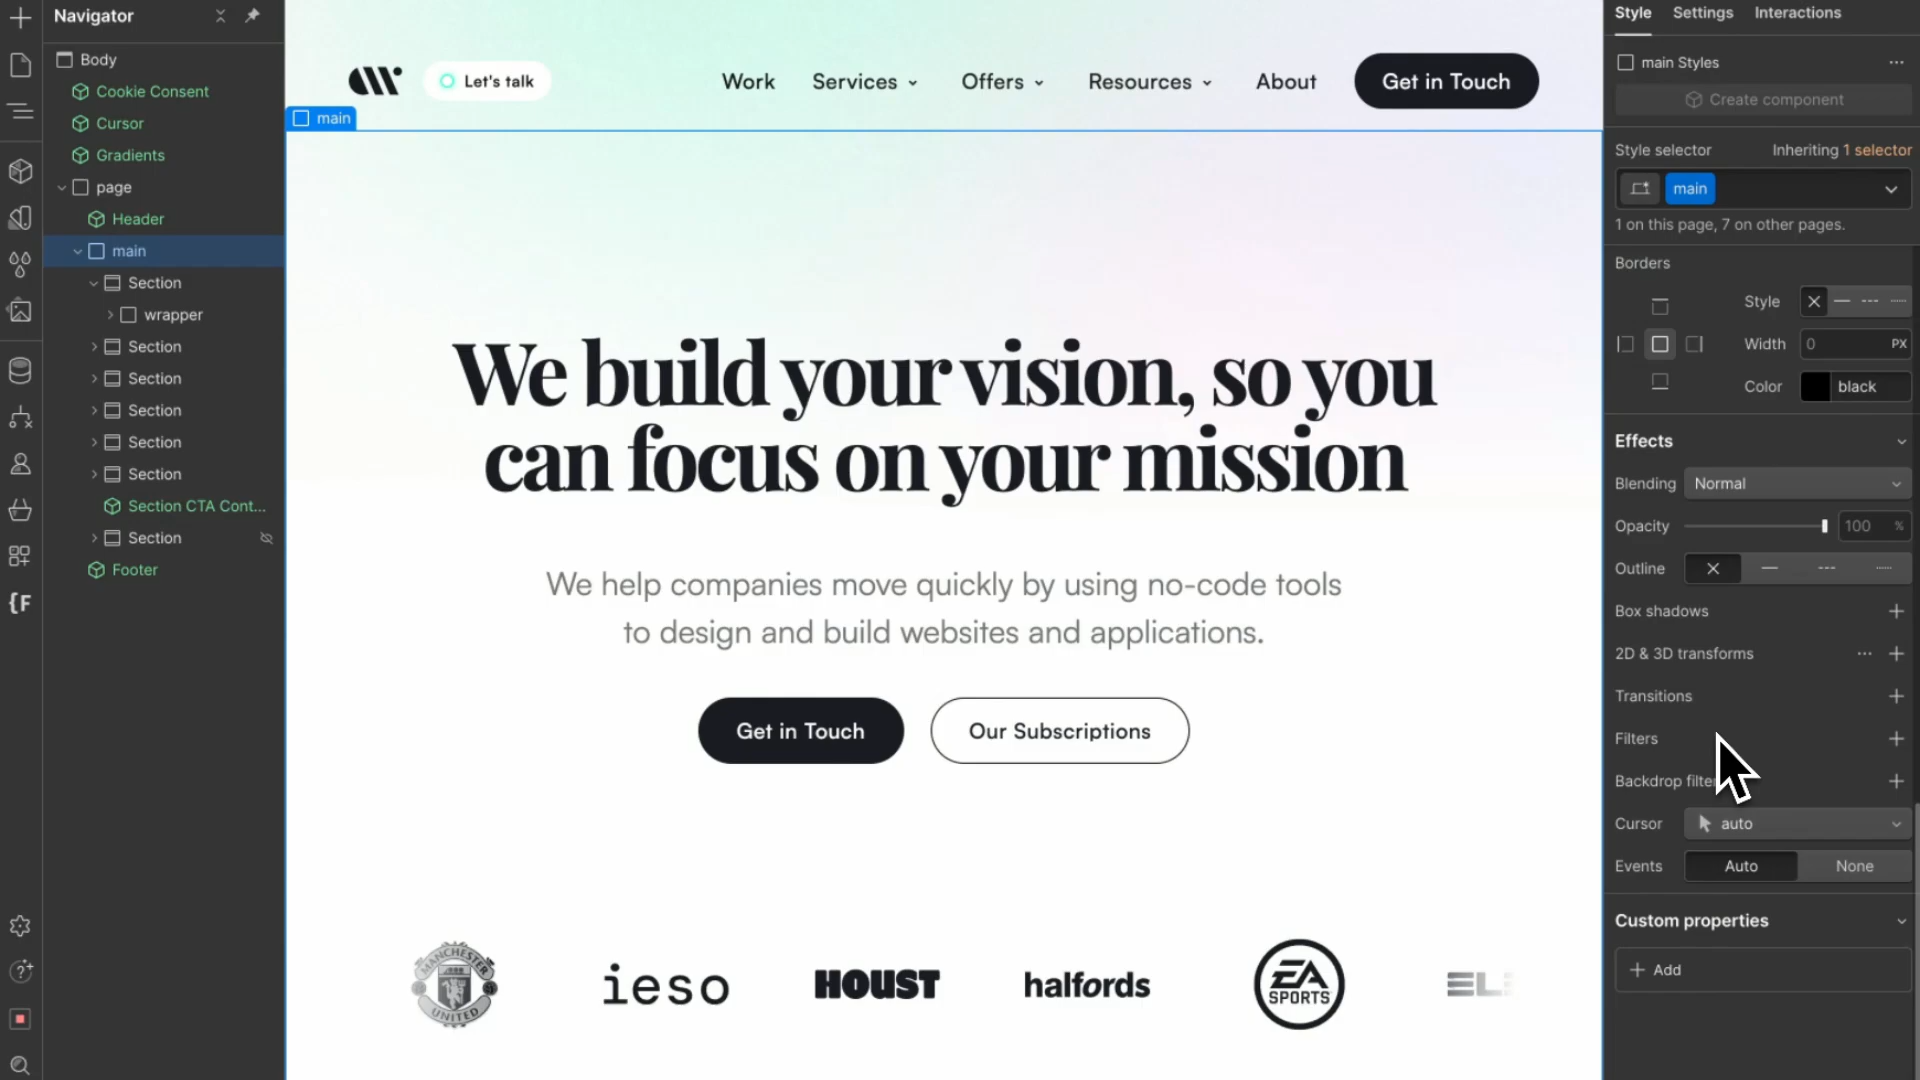 Navigator
Body
Cookie Consent
Cursor
Gradients
page
Header
main
Section
wrapper
Section
Section
Section
Section
Section
Section CTA Cont...
Section
Footer
{F
Let's talk
Work
Services
Offers
Resources
About
Get in Touch
main
We build your vision, so you
can focus on your mission
We help companies move quickly by using no-code tools
to design and build websites and applications.
Get in Touch
Our Subscriptions
MANCHESTER
UNITED
ieso
HOUST
halfords
EA
SPORTS
Style
Settings
Interactions
main Styles
Create component
Style selector
Inheriting 1 selector
main
1 on this page, 7 on other pages.
Borders
Style
Width
0
PX
Color
black
Effects
Blending
Normal
Opacity
100
%
Outline
Box shadows
2D & 3D transforms
Transitions
Filters
Backdrop filte
Cursor
auto
Events
Auto
None
Custom properties
Add